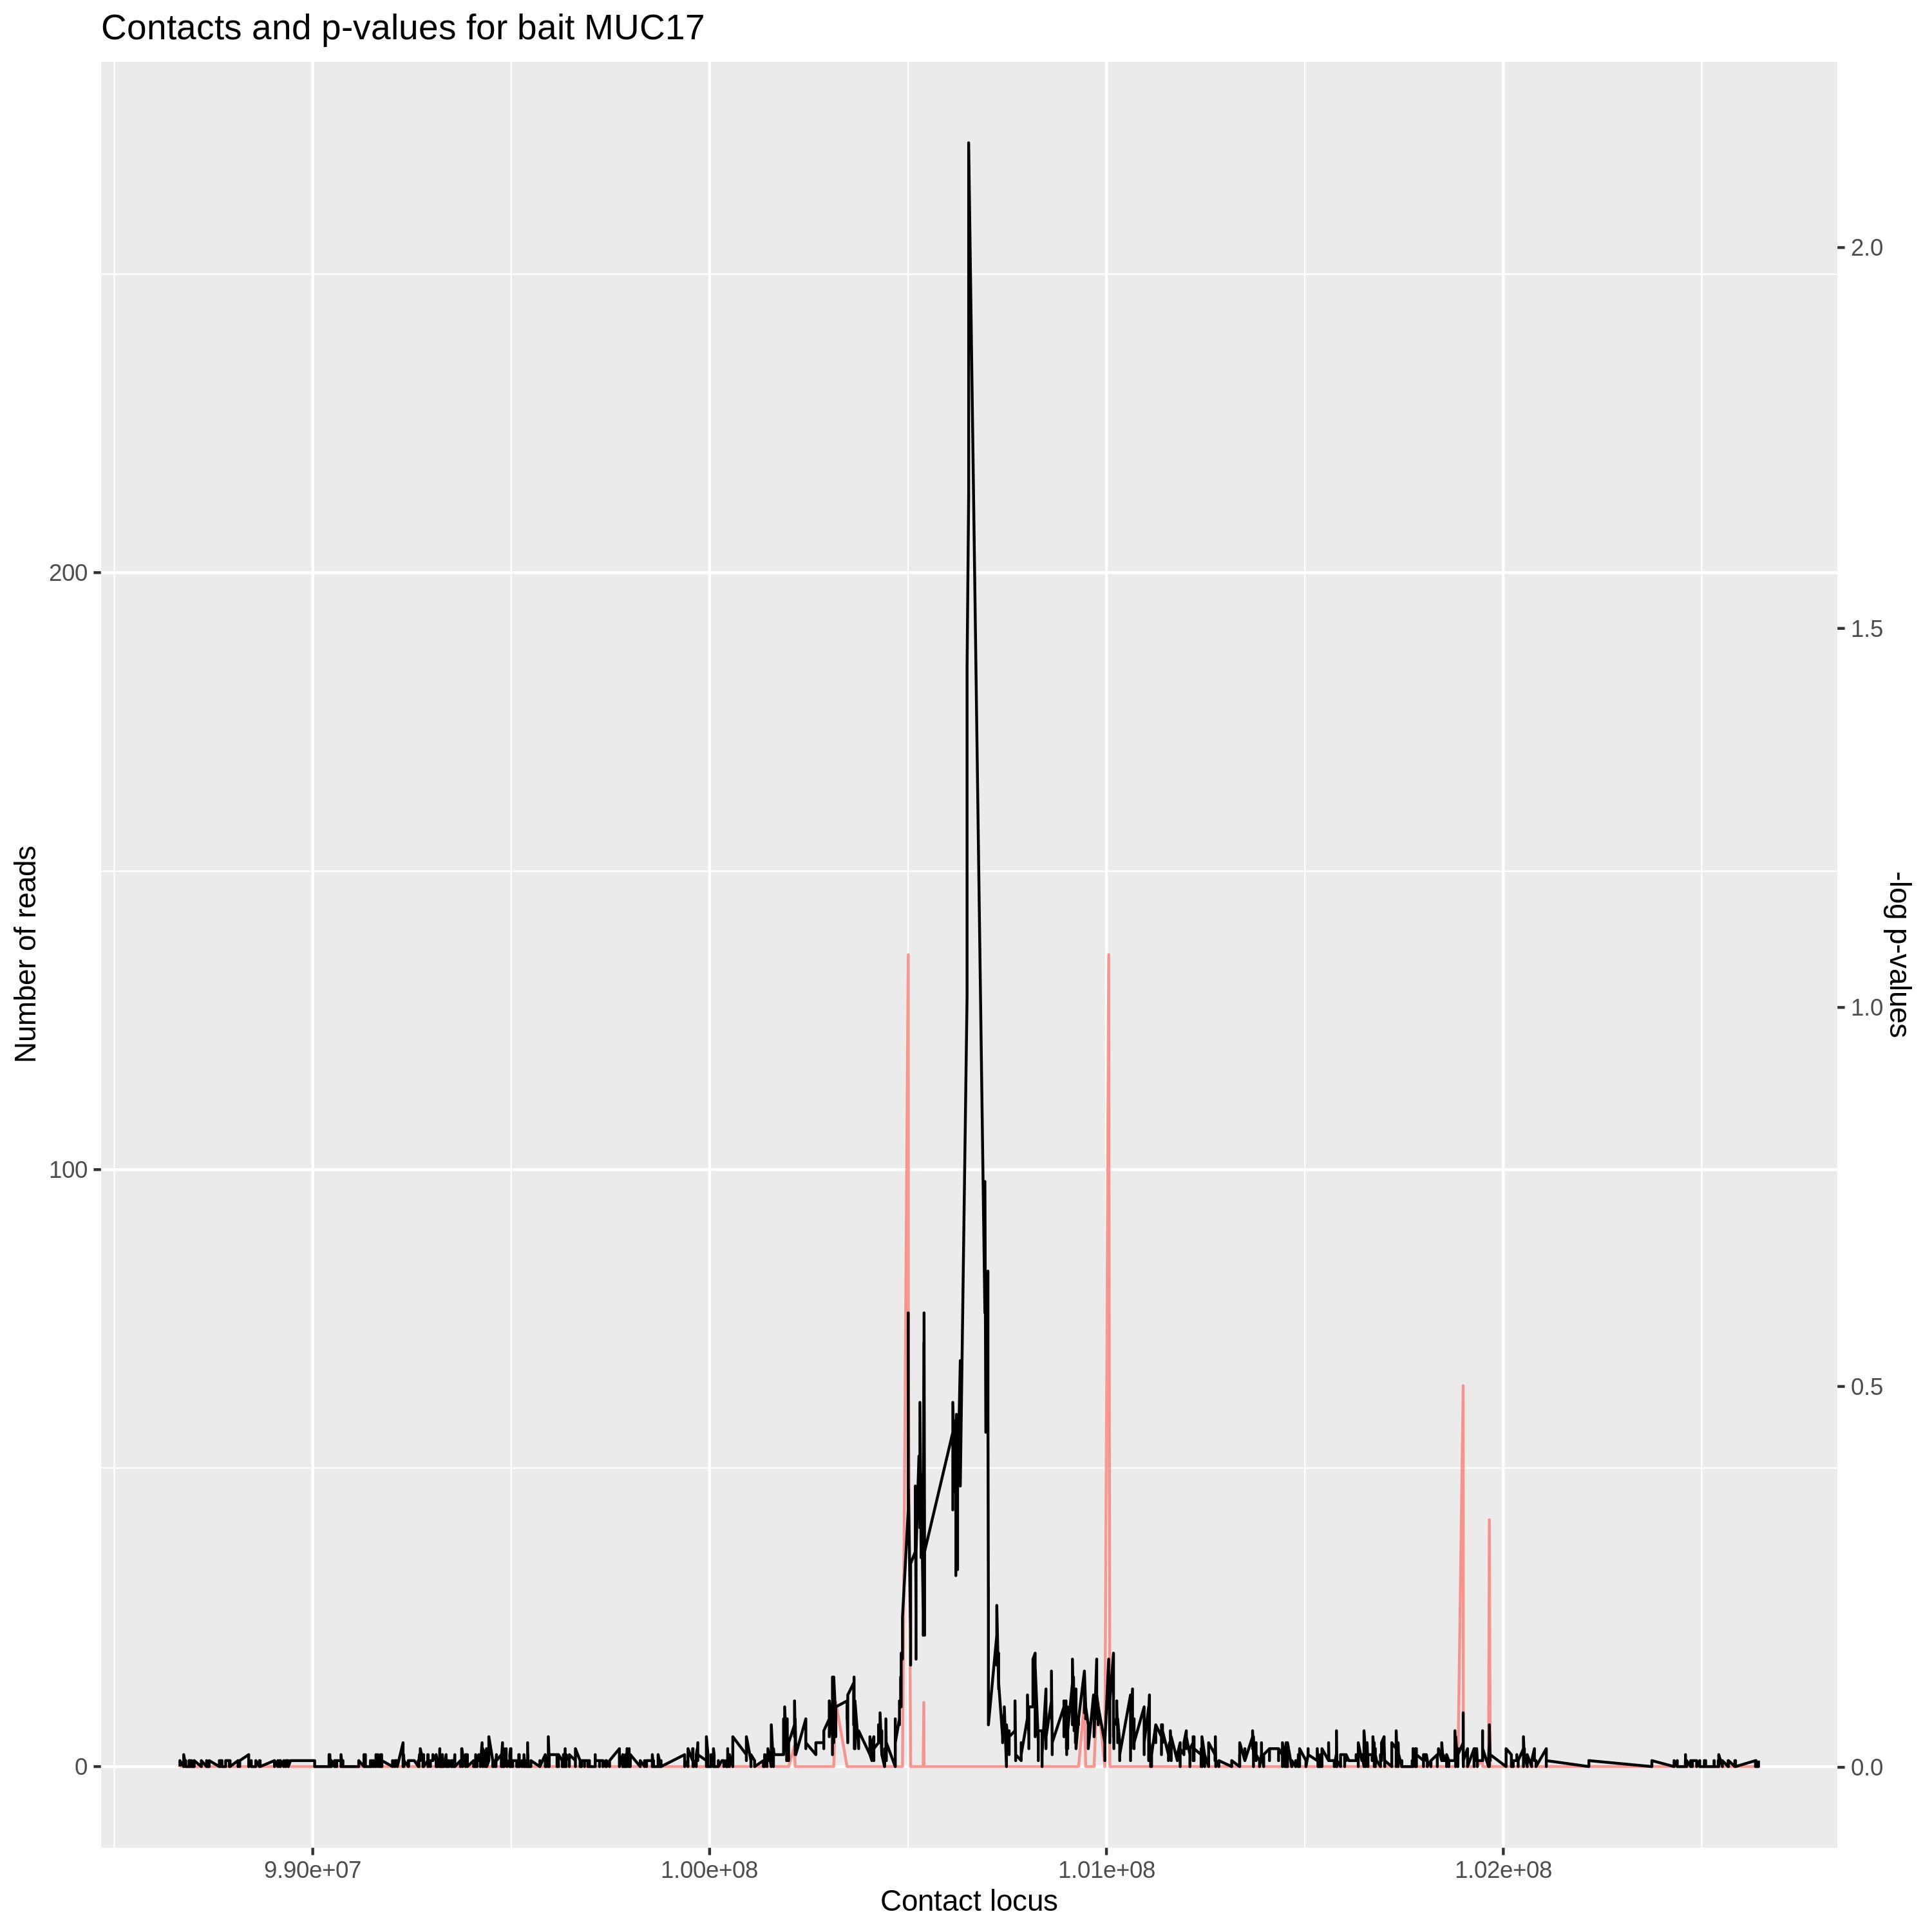 Contacts and p-values for bait MUC17
Number of reads
200
100
0
2.0
1.5
1.0
0.5
0.0
-log p-values
9.90e+07 1.00e+08 1.01e+08 1.02e+08
Contact locus